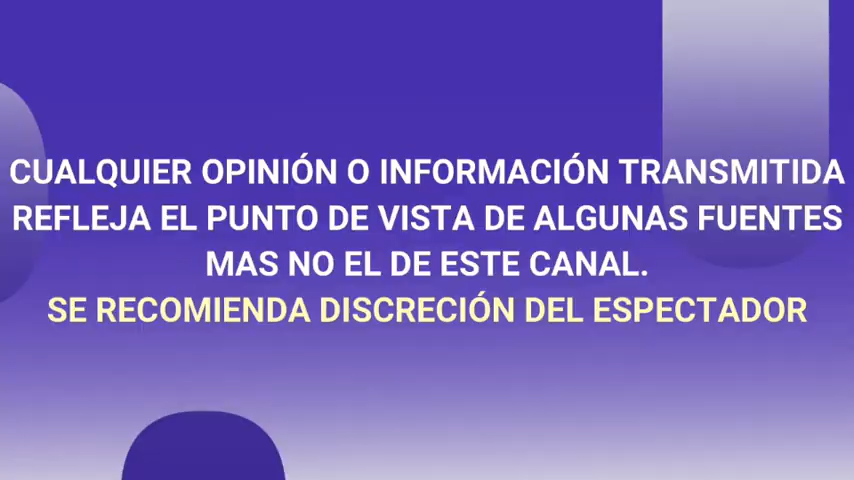 CUALQUIER OPINIÓN O INFORMACIÓN TRANSMITIDA
REFLEJA EL PUNTO DE VISTA DE ALGUNAS FUENTES
MAS NO EL DE ESTE CANAL.
SE RECOMIENDA DISCRECIÓN DEL ESPECTADOR